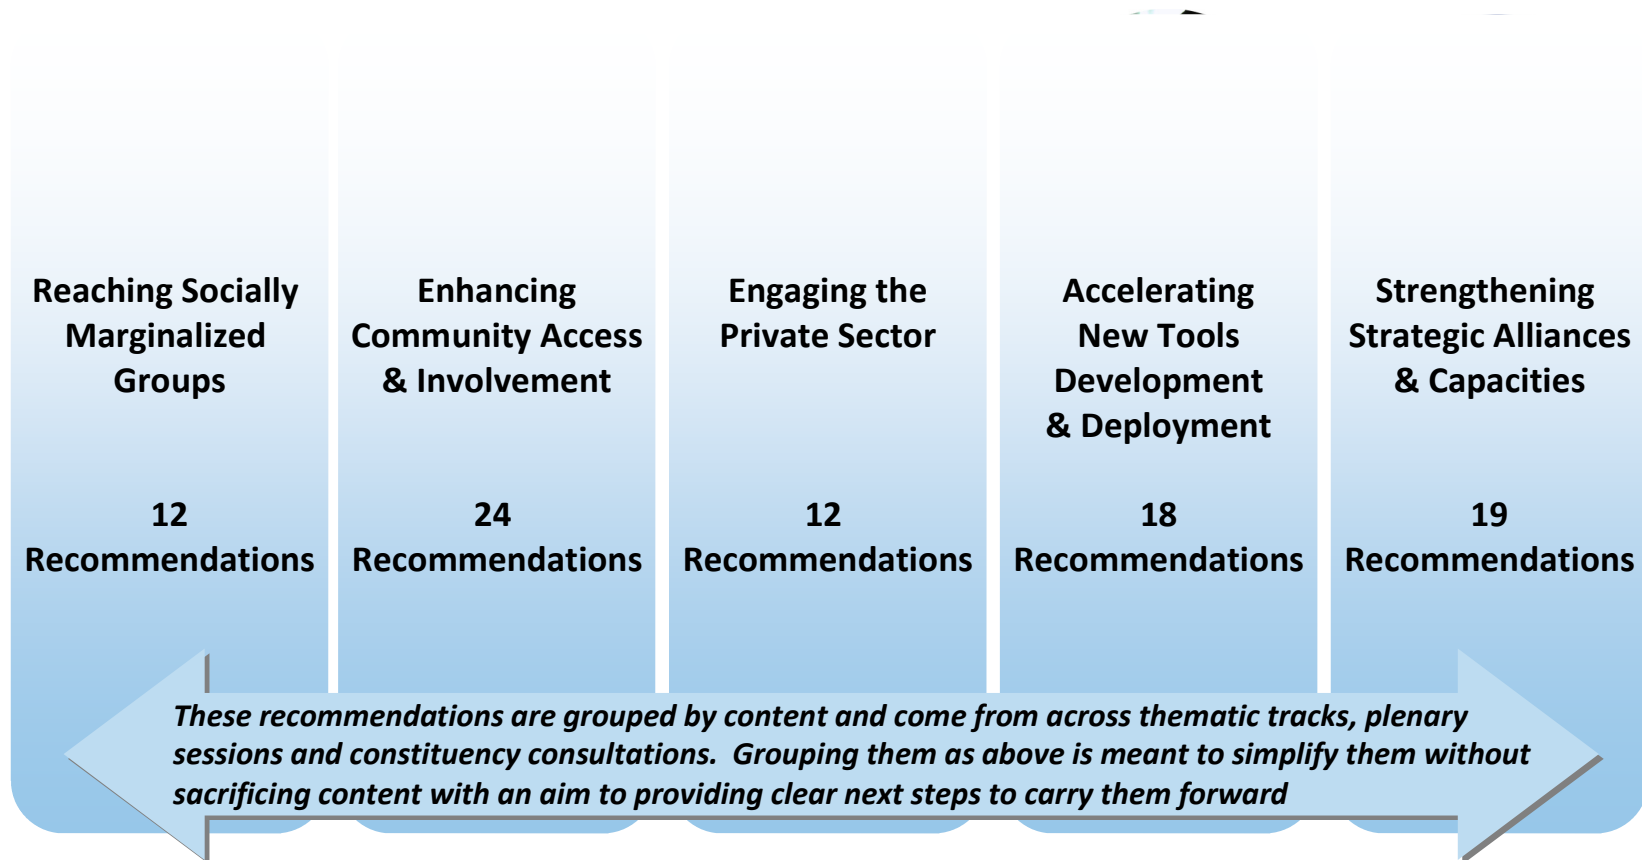 Reaching Socially
Marginalized
Groups
12
Recommendations
Enhancing
Community Access
& Involvement
24
Recommendations
Engaging the
Private Sector
12
Recommendations
Accelerating
New Tools
Development
& Deployment
18
Recommendations
Strengthening
Strategic Alliances
& Capacities
19
Recommendations
These recommendations are grouped by content and come from across thematic tracks, plenary
sessions and constituency consultations.  Grouping them as above is meant to simplify them without
sacrificing content with an aim to providing clear next steps to carry them forward